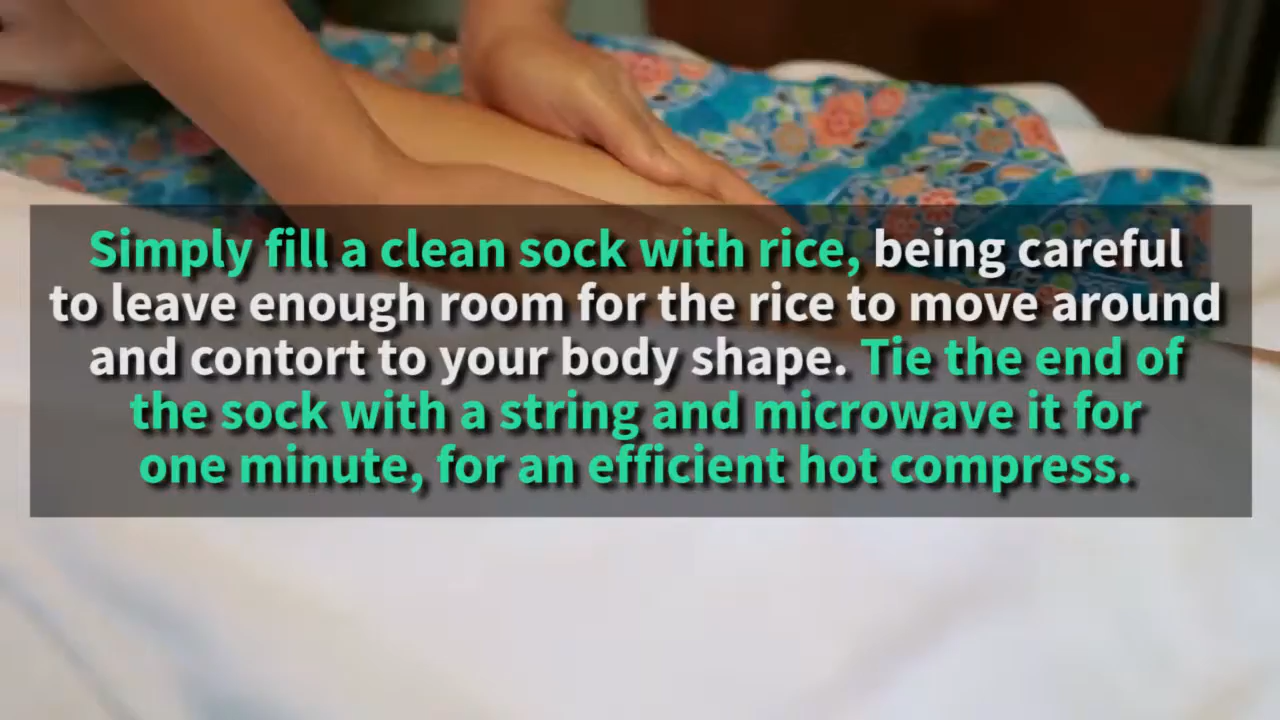 Simply fill a clean sock with rice, being careful
to leave enough room for the rice to move around
and contort to your body shape. Tie the end of
the sock with a string and microwave it for
one minute, for an efficient hot compress.